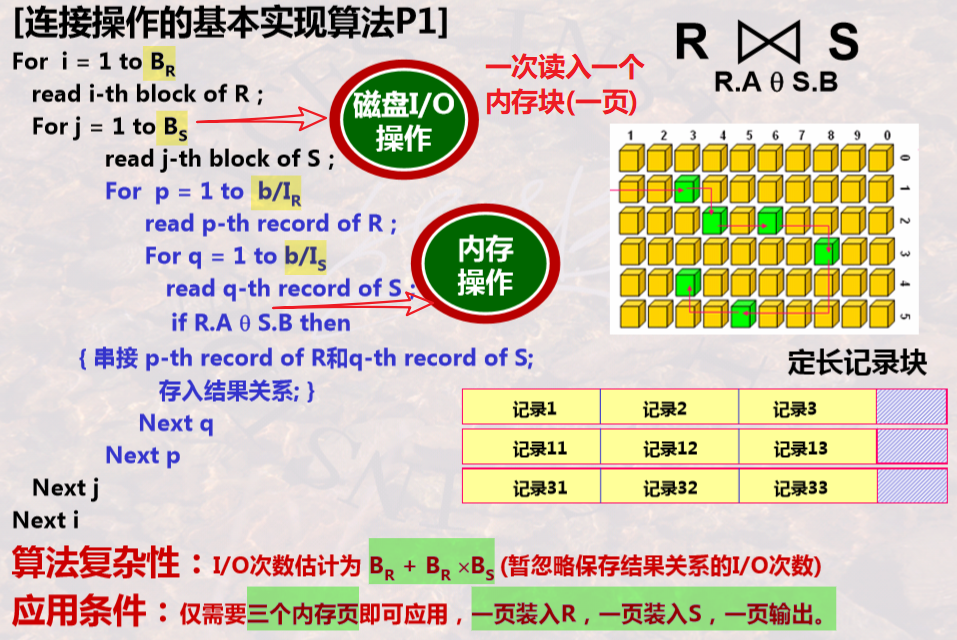 [连接操作的基本实现算法P1]
For i = 1 to BR
read i-th block of R ;
For j = 1 to BS
read j-th block of S ;
For p = 1 to b/IR
read p-th record of R ;
For q = 1 to b/IS
read q-th record of S ;
if R.A θ S.B then
{ 串接 p-th record of R和q-th record of S;
存入结果关系; }
Next q
Next p
Next j
Next i
磁盘I/O
操作
一次读入一个
内存块(一页)
内存
操作
R ⋈ S
R.A θ S.B
1 2 3 4 5 6 7 8 9 0
0
1
2
3
4
5
定长记录块
记录1 记录2 记录3
记录11 记录12 记录13
记录31 记录32 记录33
算法复杂性：I/O次数估计为 BR + BR ×BS (暂忽略保存结果关系的I/O次数)
应用条件：仅需要三个内存页即可应用，一页装入R，一页装入S，一页输出。